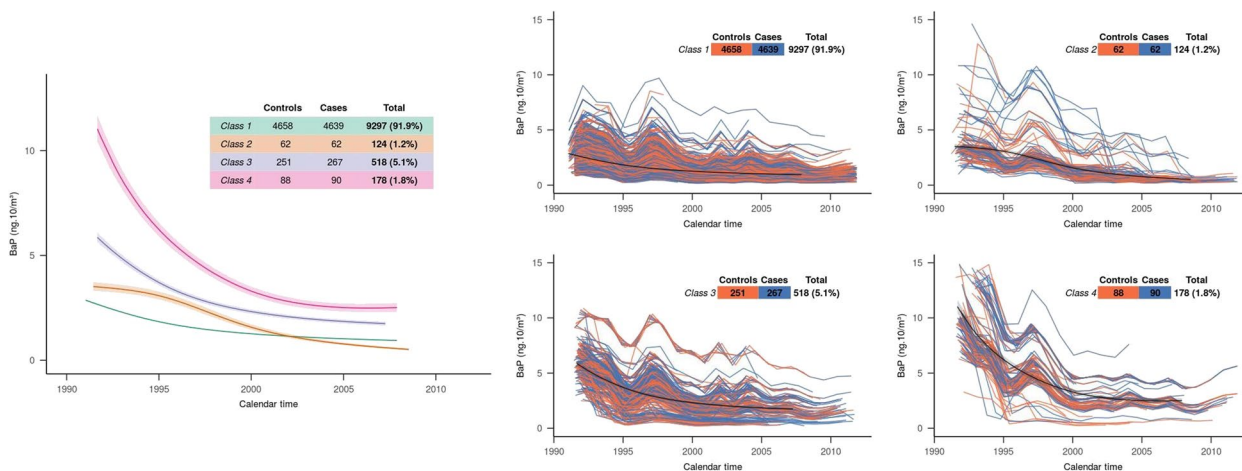 Controls Cases Total
Class 1 4658 4639 9297 (91.9%)
Class 2 62 62 124 (1.2%)
Class 3 251 267 518 (5.1%)
Class 4 88 90 178 (1.8%)
BaP (ng.10/m³)
10
5
0
1990 1995 2000 2005 2010
Calendar time
Controls Cases Total
Class 1 4658 4639 9297 (91.9%)
BaP (ng.10/m³)
15
10
5
0
1990 1995 2000 2005 2010
Calendar time
Controls Cases Total
Class 2 62 62 124 (1.2%)
BaP (ng.10/m³)
15
10
5
0
1990 1995 2000 2005 2010
Calendar time
Controls Cases Total
Class 3 251 267 518 (5.1%)
BaP (ng.10/m³)
15
10
5
0
1990 1995 2000 2005 2010
Calendar time
Controls Cases Total
Class 4 88 90 178 (1.8%)
BaP (ng.10/m³)
15
10
5
0
1990 1995 2000 2005 2010
Calendar time